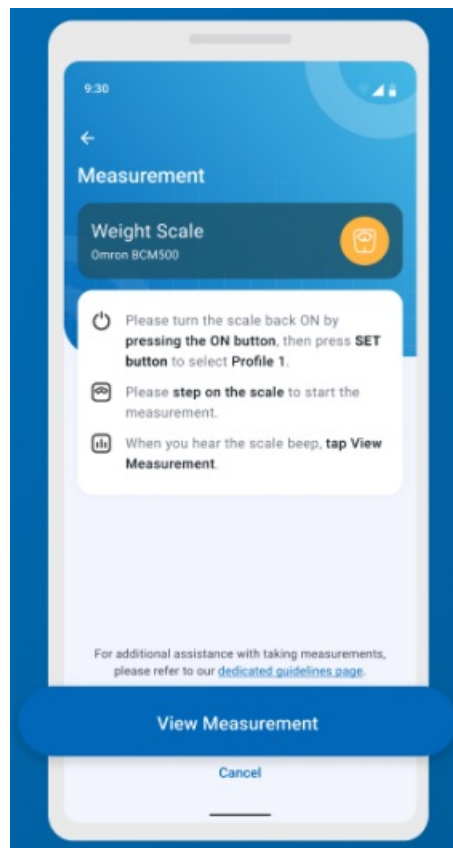 9:30
Measurement
Weight Scale
Omron BCM500
Please turn the scale back ON by
pressing the ON button, then press SET
button to select Profile 1.
Please step on the scale to start the
measurement.
When you hear the scale beep, tap View
Measurement.
For additional assistance with taking measurements,
please refer to our dedicated guidelines page.
View Measurement
Cancel